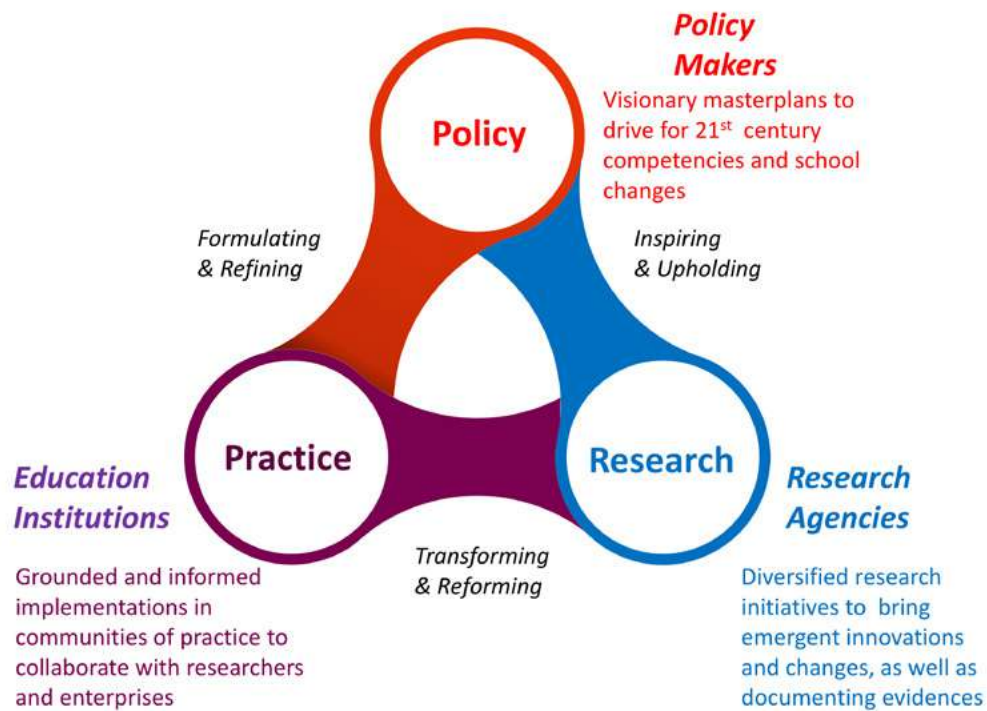 Policy
Makers
Visionary masterplans to
drive for 21st century
competencies and school
changes
Policy
Formulating
& Refining
Inspiring
& Upholding
Practice
Research
Education
Institutions
Grounded and informed
implementations in
communities of practice to
collaborate with researchers
and enterprises
Transforming
& Reforming
Research
Agencies
Diversified research
initiatives to bring
emergent innovations
and changes, as well as
documenting evidences